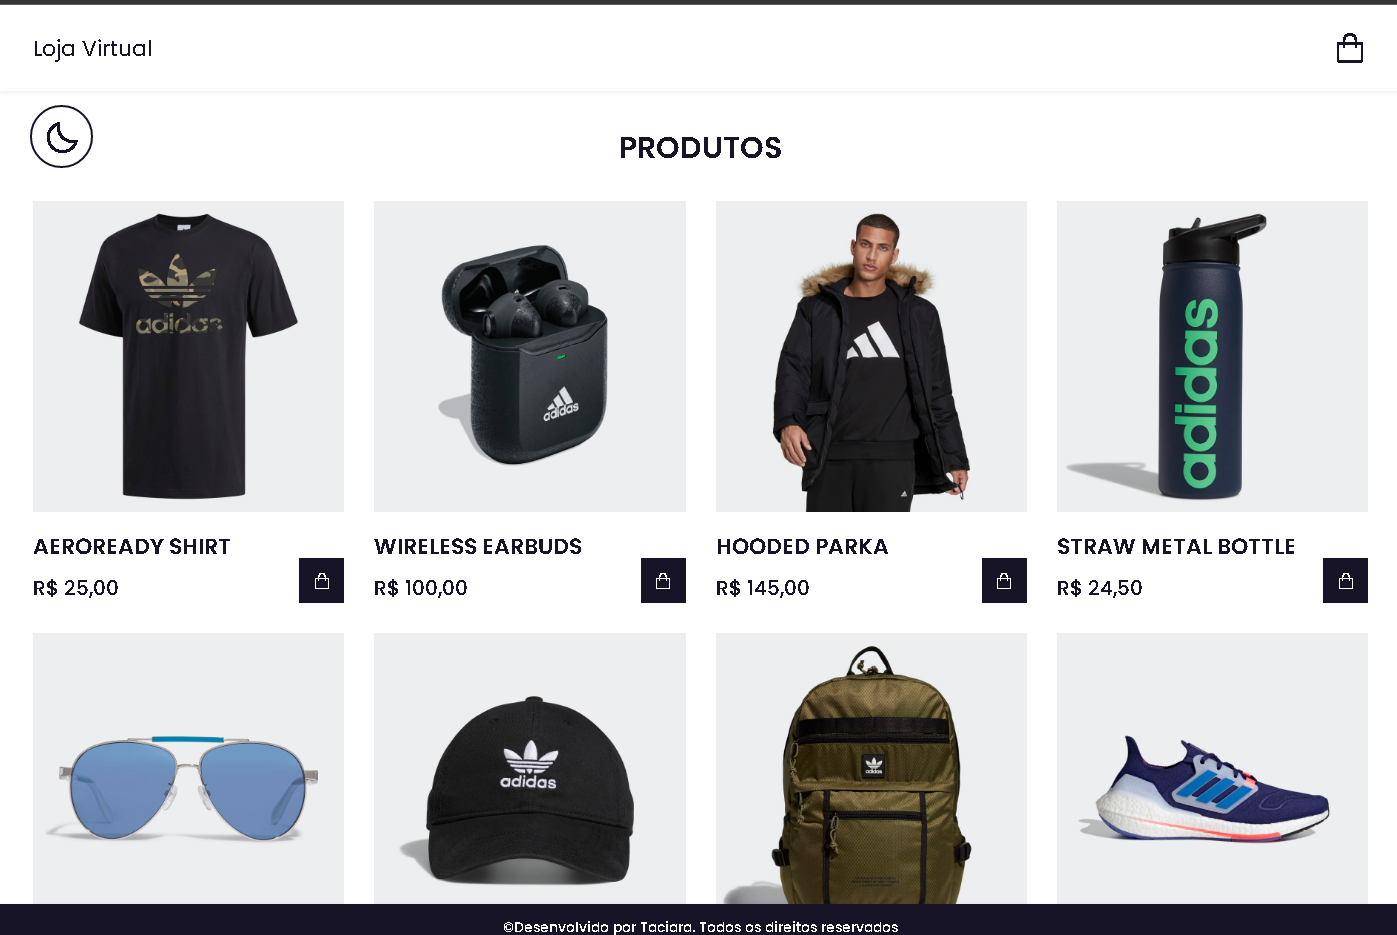 Loja Virtual
PRODUTOS
adidas
adidas
adidas
AEROREADY SHIRT
R$ 25,00
WIRELESS EARBUDS
R$ 100,00
HOODED PARKA
R$ 145,00
STRAW METAL BOTTLE
R$ 24,50
adidas
adidas
©Desenvolvido por Taciara. Todos os direitos reservados